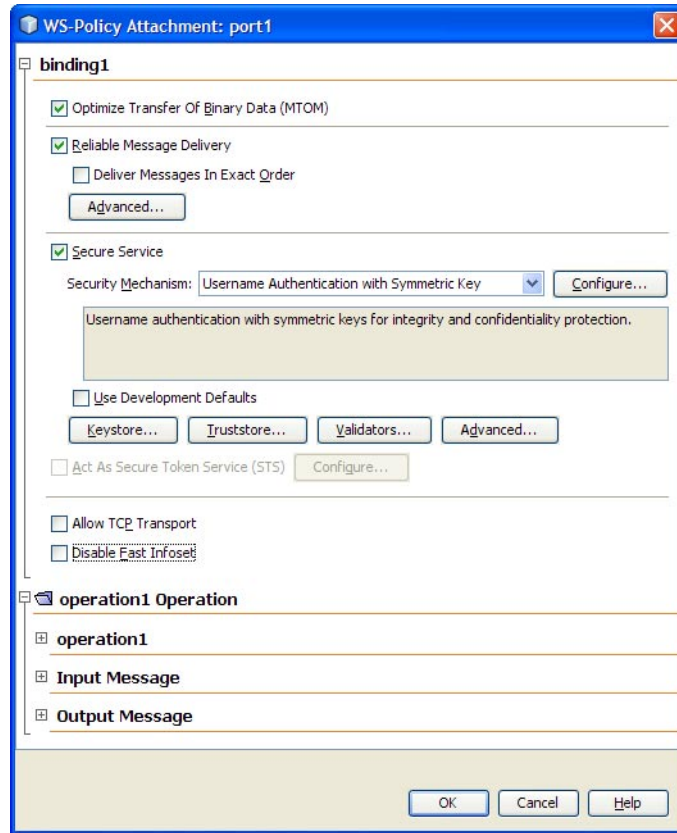 WS-Policy Attachment: port1
binding1
Optimize Transfer Of Binary Data (MTOM)
Reliable Message Delivery
Deliver Messages In Exact Order
Advanced...
Secure Service
Security Mechanism: Username Authentication with Symmetric Key Configure...
Username authentication with symmetric keys for integrity and confidentiality protection.
Use Development Defaults
Keystore... Truststore... Validators... Advanced...
Act As Secure Token Service (STS) Configure...
Allow TCP Transport
Disable Fast Infoset
operation1 Operation
operation1
Input Message
Output Message
OK Cancel Help